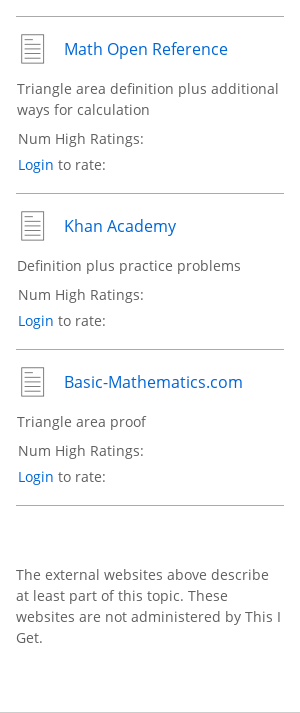 Math Open Reference
Triangle area definition plus additional
ways for calculation
Num High Ratings:
Login to rate:
Khan Academy
Definition plus practice problems
Num High Ratings:
Login to rate:
Basic-Mathematics.com
Triangle area proof
Num High Ratings:
Login to rate:
The external websites above describe
at least part of this topic. These
websites are not administered by This I
Get.